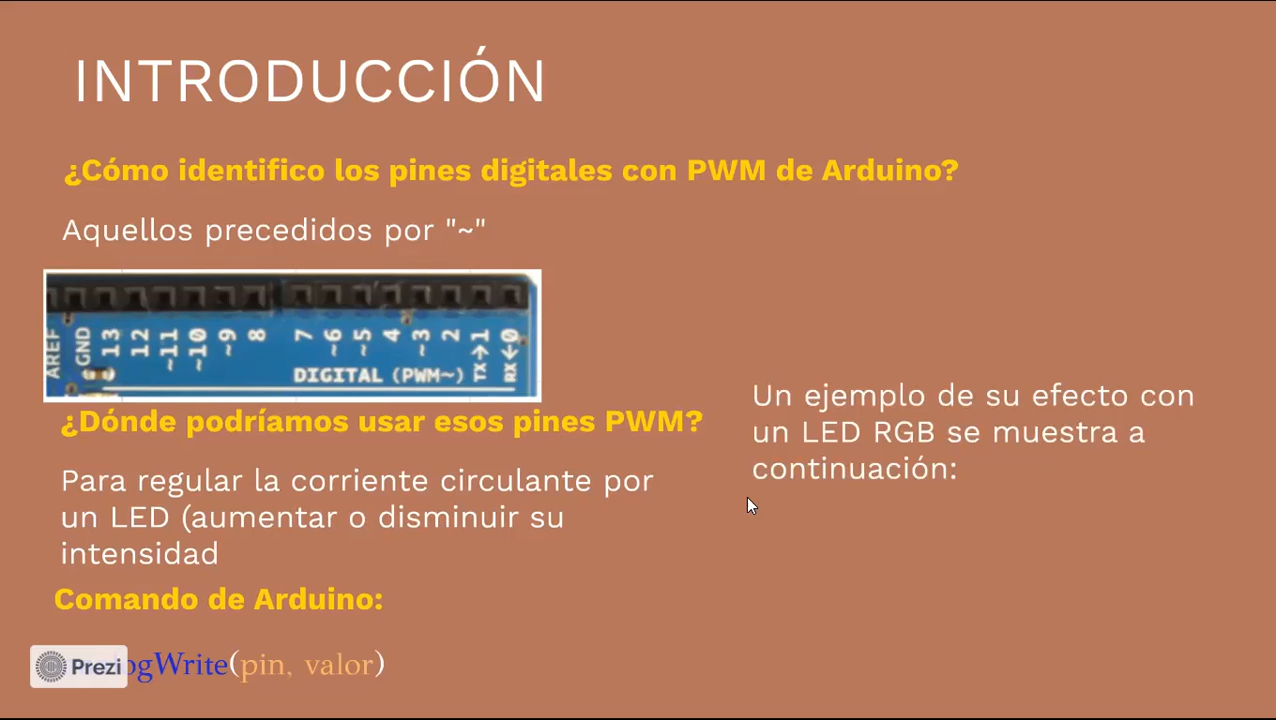 INTRODUCCIÓN
¿Cómo identifico los pines digitales con PWM de Arduino?
Aquellos precedidos por "~"
AREF
GND
13
12
~11
~10
~9
8
7
~6
~5
4
~3
2
TX→1
RX←0
DIGITAL (PWM~)
¿Dónde podríamos usar esos pines PWM?
Para regular la corriente circulante por
un LED (aumentar o disminuir su
intensidad
Comando de Arduino:
ogWrite(pin, valor)
Prezi
Un ejemplo de su efecto con
un LED RGB se muestra a
continuación: